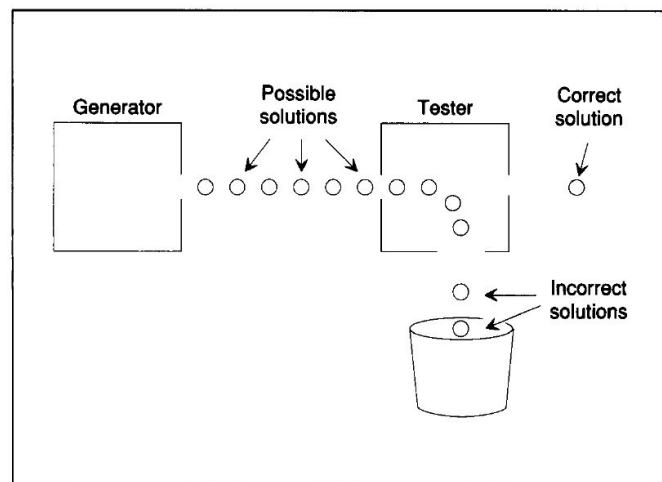 Generator
Possible
solutions
Tester
Correct
solution
Incorrect
solutions